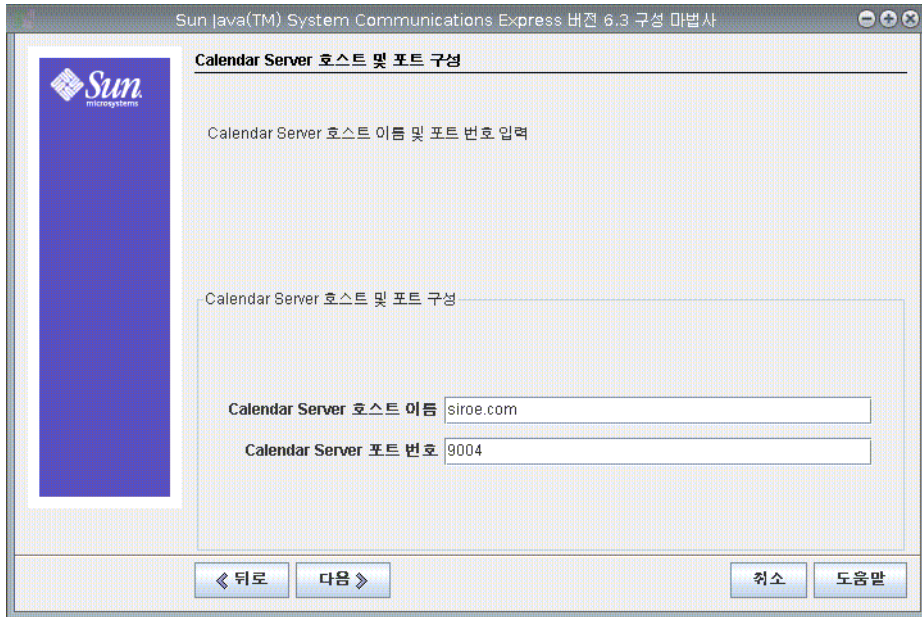 Sun Java(TM) System Communications Express 버전 6.3 구성 마법사
Sun
microsystems
Calendar Server 호스트 및 포트 구성
Calendar Server 호스트 이름 및 포트 번호 입력
Calendar Server 호스트 및 포트 구성
Calendar Server 호스트 이름 siroe.com
Calendar Server 포트 번호 9004
뒤로 다음 취소 도움말